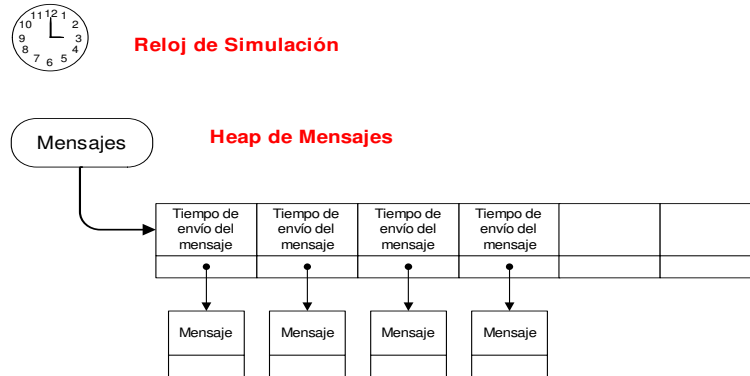 11 12 1
10 2
9 3
8 4
7 6 5
Reloj de Simulación
Mensajes
Heap de Mensajes
Tiempo de envío del mensaje
Tiempo de envío del mensaje
Tiempo de envío del mensaje
Tiempo de envío del mensaje
Mensaje
Mensaje
Mensaje
Mensaje